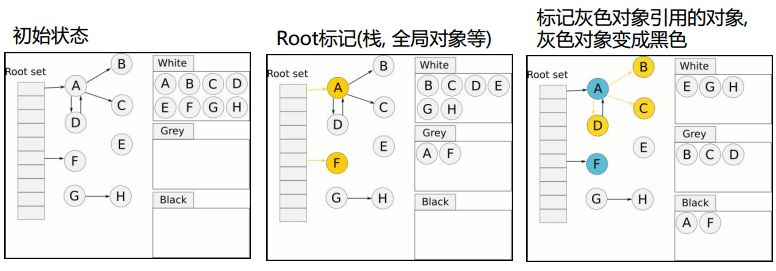 初始状态
Root set
A
B
C
D
E
F
G
H
White
A B C D
E F G H
Grey
Black
Root标记(栈, 全局对象等)
Root set
A
B
C
D
E
F
G
H
White
B C D E
G H
Grey
A F
Black
标记灰色对象引用的对象,
灰色对象变成黑色
Root set
A
B
C
D
E
F
G
H
White
E G H
Grey
B C D
Black
A F